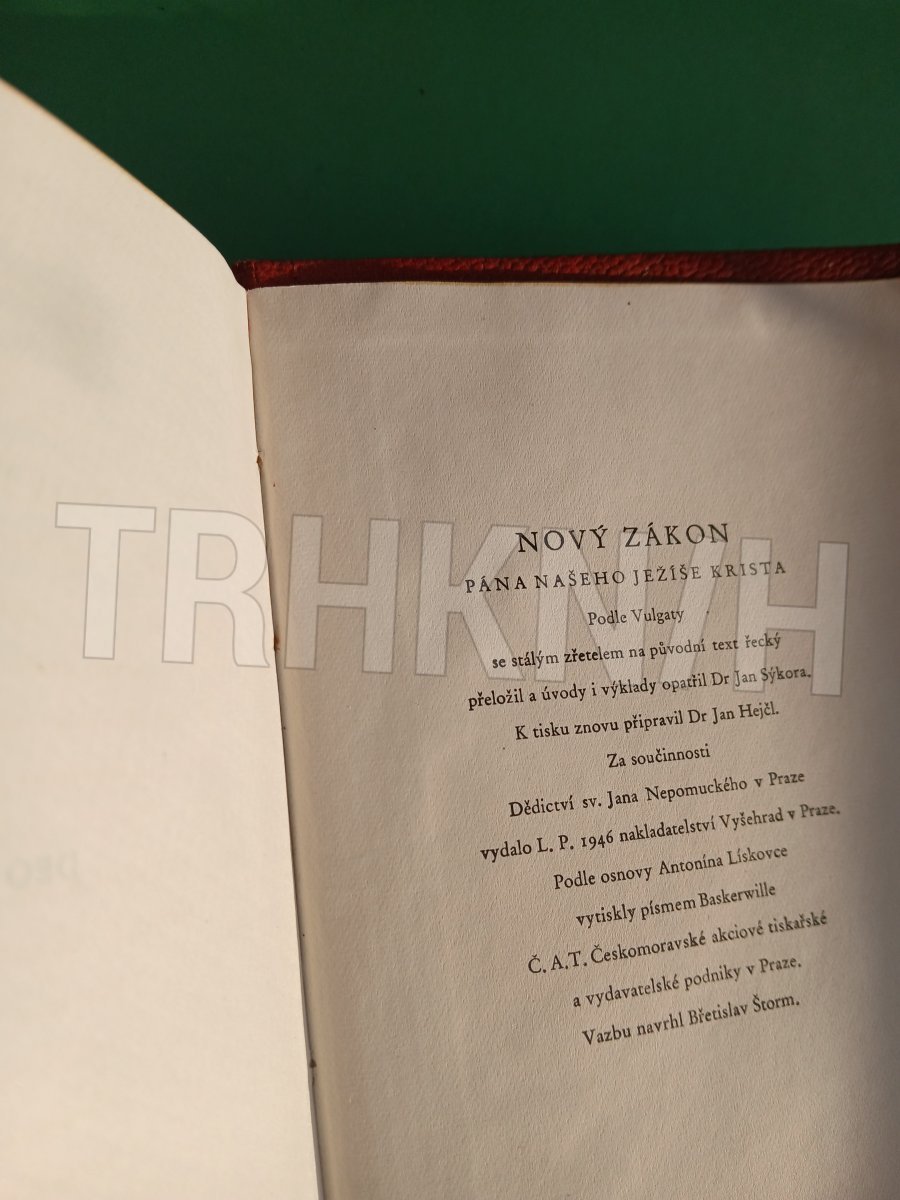 NOVÝ ZÁKON
PÁNA NAŠEHO JEŽÍŠE KRISTA
Podle Vulgaty
se stálým zřetelem na původní text řecký
přeložil a úvody i výklady opatřil Dr Jan Sýkora.
K tisku znovu připravil Dr Jan Hejčl.
Za součinnosti
Dědictví sv. Jana Nepomuckého v Praze
vydalo L. P. 1946 nakladatelství Vyšehrad v Praze.
Podle osnovy Antonína Lískovce
vytiskly písmem Baskerwille
Č. A. T. Českomoravské akciové tiskařské
a vydavatelské podniky v Praze.
Vazbu navrhl Břetislav Štorm.
TRHKNIH